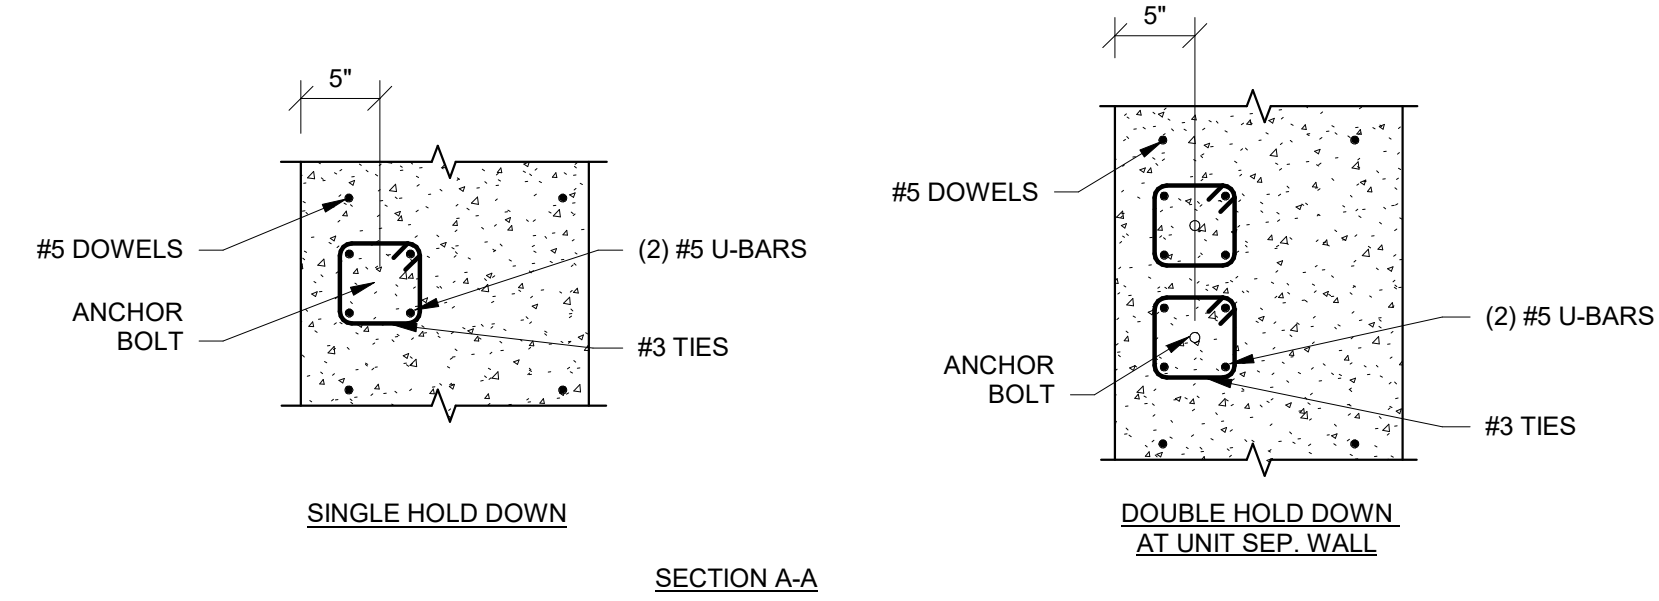 5"
#5 DOWELS
ANCHOR
BOLT
(2) #5 U-BARS
#3 TIES
SINGLE HOLD DOWN
5"
#5 DOWELS
ANCHOR
BOLT
(2) #5 U-BARS
#3 TIES
DOUBLE HOLD DOWN
AT UNIT SEP. WALL
SECTION A-A